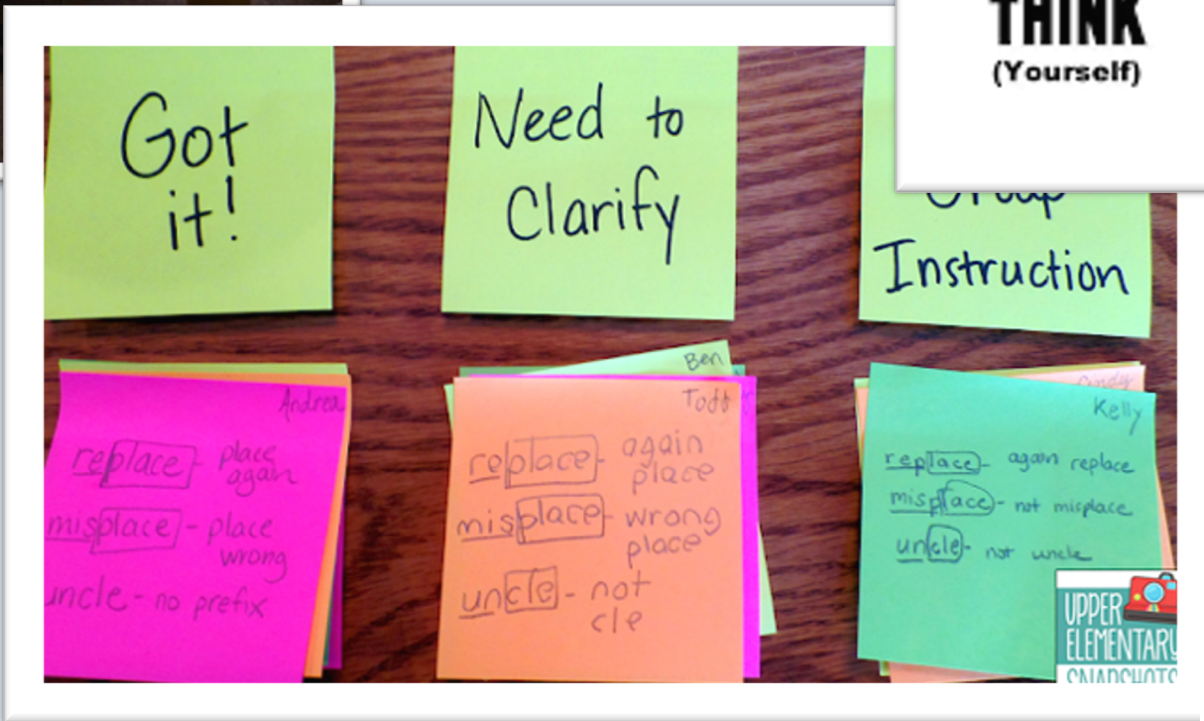 THINK
(Yourself)
Got
it!
Need to
Clarify
Group
Instruction
Andrea
replace - place
again
misplace - place
wrong
uncle - no prefix
Ben
Todd
replace - again
place
misplace - wrong
place
uncle - not
cle
Kelly
replace - again replace
misplace - not misplace
uncle - not uncle
UPPER
ELEMENTARY
SNAPSHOTS